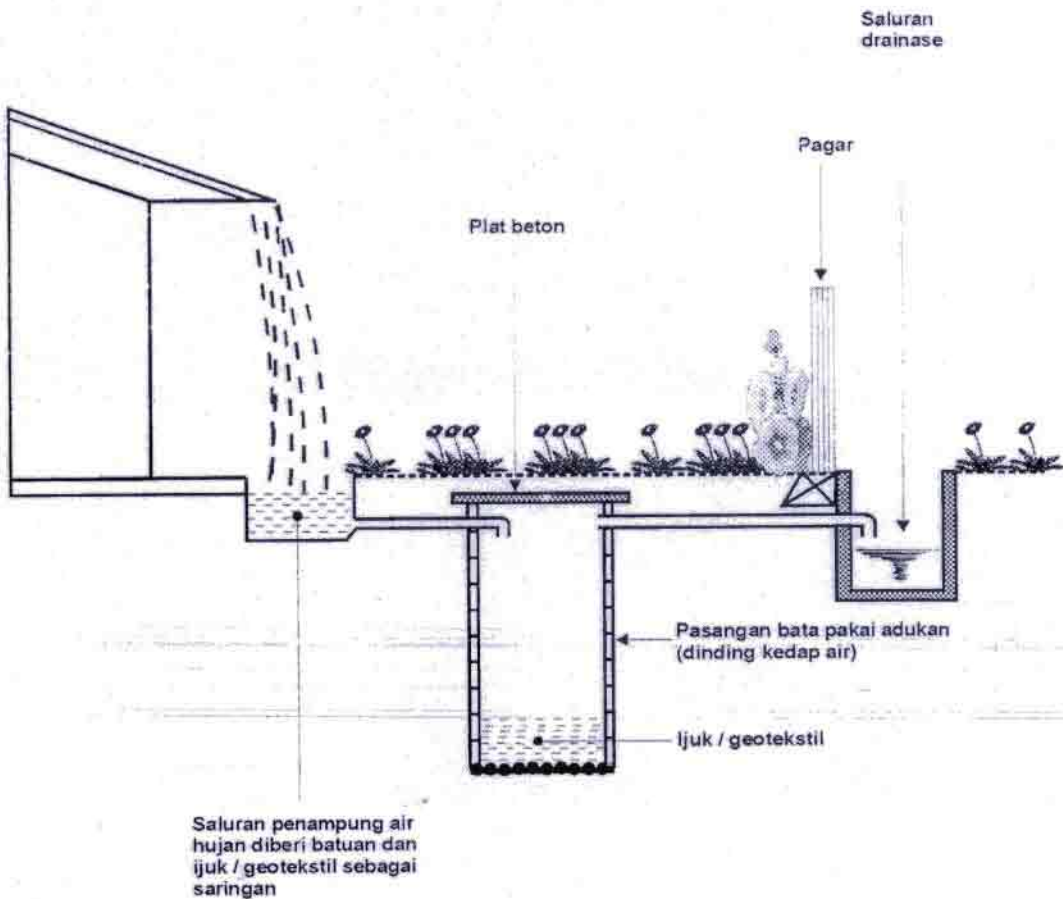 Saluran
drainase
Pagar
Plat beton
Pasangan bata pakai adukan
(dinding kedap air)
Ijuk / geotekstil
Saluran penampung air
hujan diberi batuan dan
ijuk / geotekstil sebagai
saringan